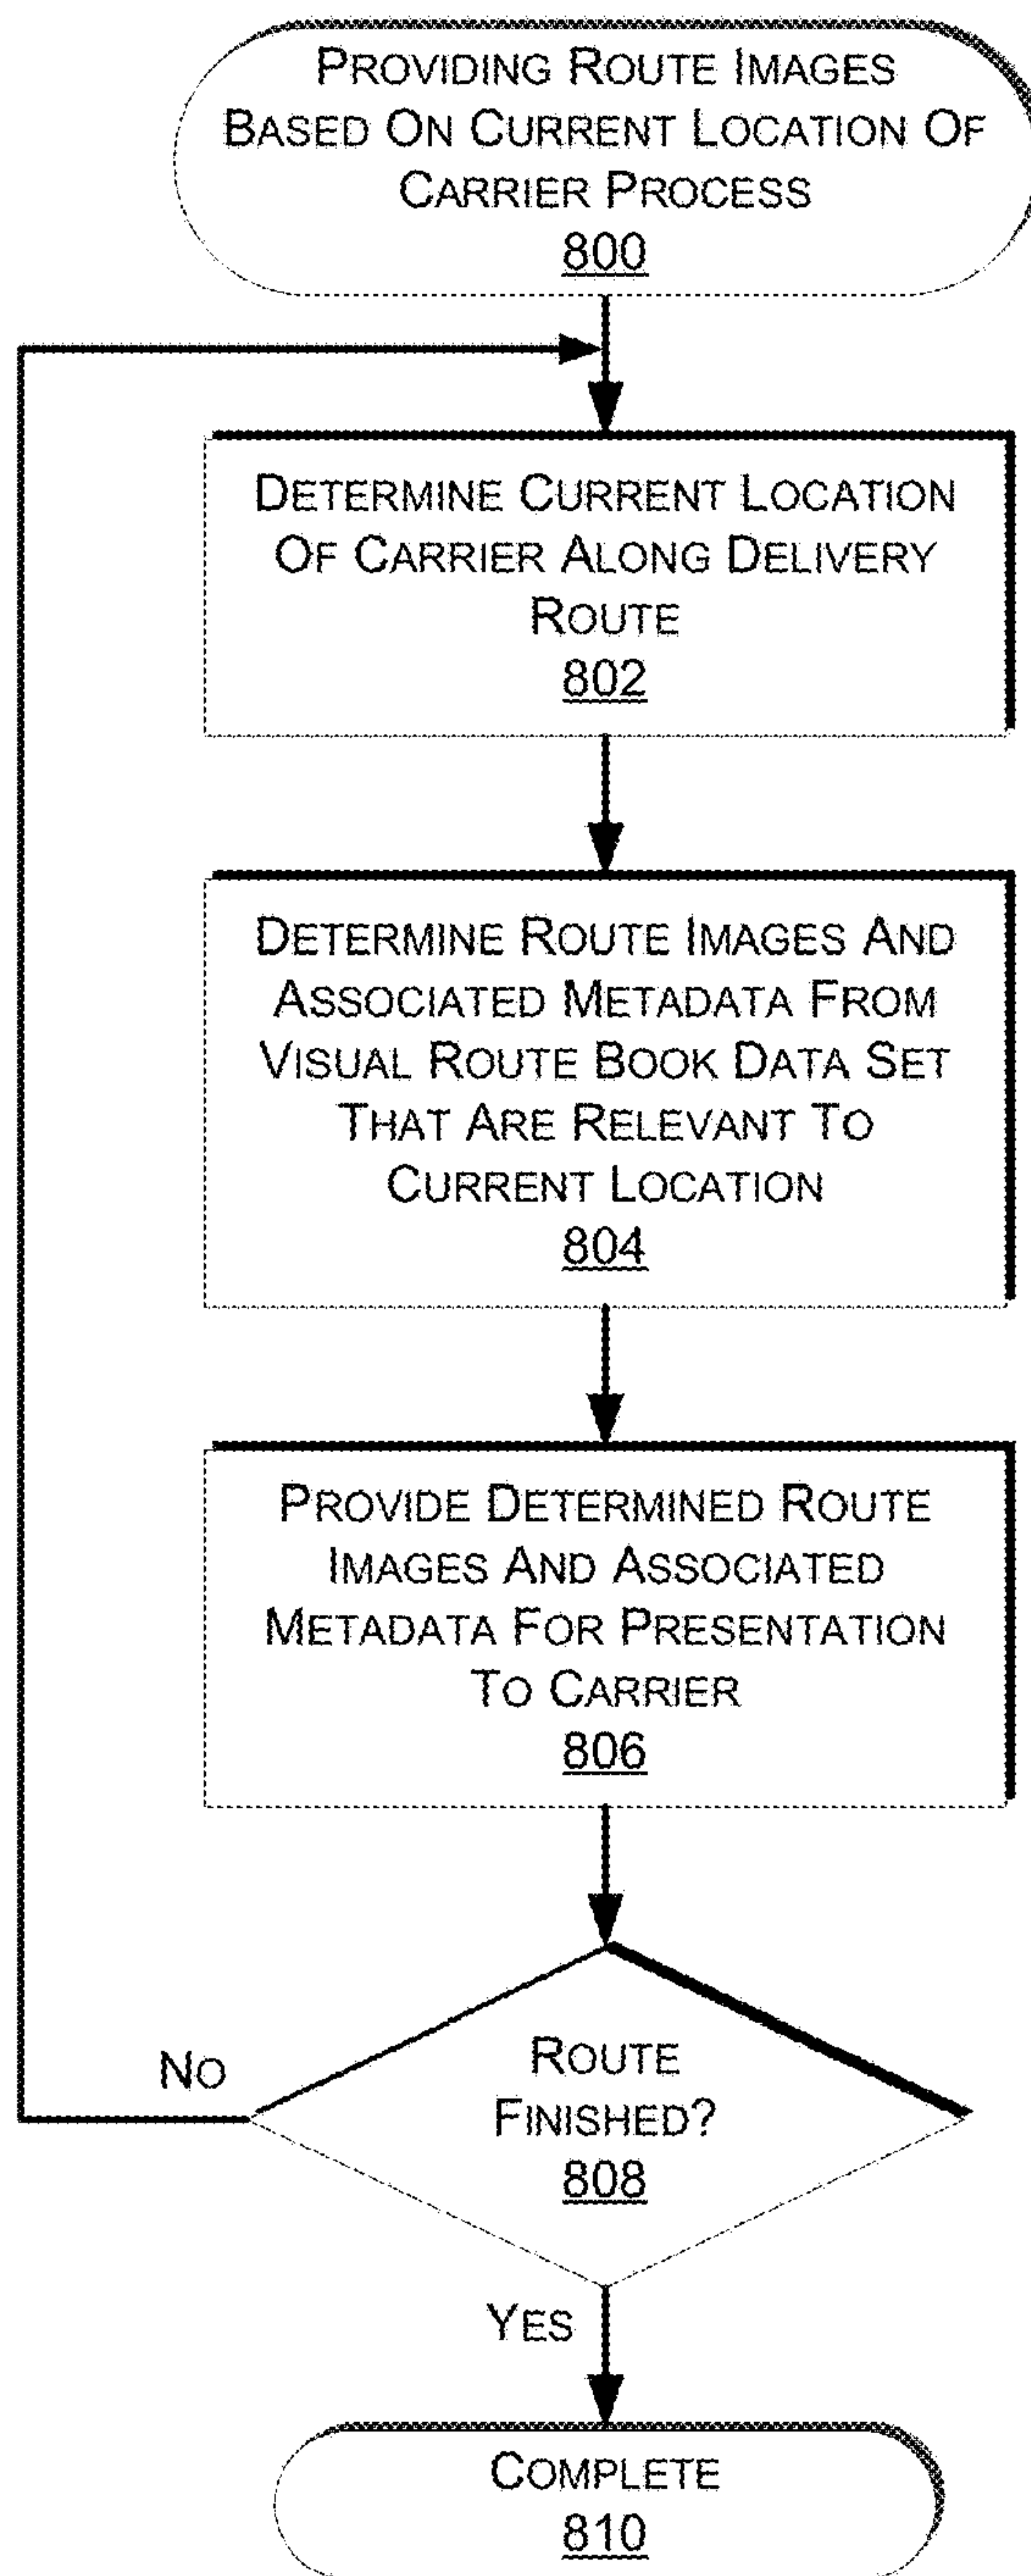 PROVIDING ROUTE IMAGES
BASED ON CURRENT LOCATION OF
CARRIER PROCESS
800
DETERMINE CURRENT LOCATION
OF CARRIER ALONG DELIVERY
ROUTE
802
DETERMINE ROUTE IMAGES AND
ASSOCIATED METADATA FROM
VISUAL ROUTE BOOK DATA SET
THAT ARE RELEVANT TO
CURRENT LOCATION
804
PROVIDE DETERMINED ROUTE
IMAGES AND ASSOCIATED
METADATA FOR PRESENTATION
TO CARRIER
806
ROUTE
FINISHED?
808
NO
YES
COMPLETE
810